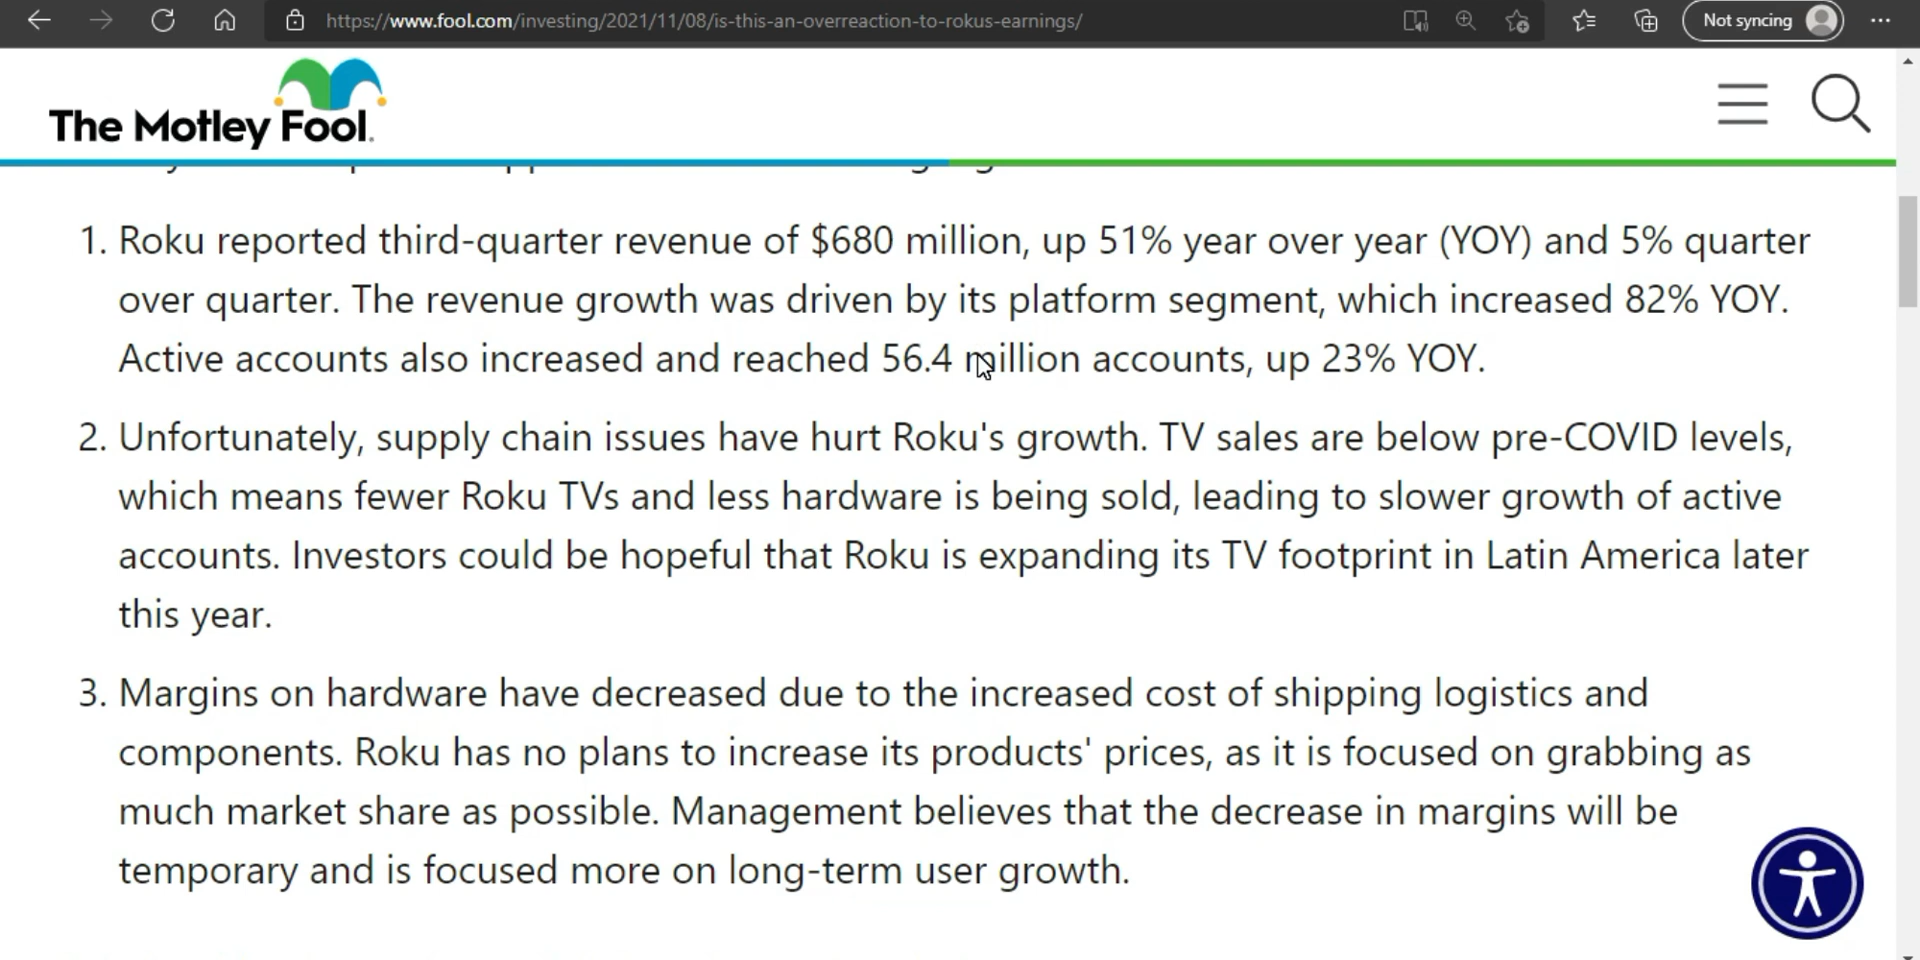 https://www.fool.com/investing/2021/11/08/is-this-an-overreaction-to-rokus-earnings/
Not syncing
The Motley Fool.
1. Roku reported third-quarter revenue of $680 million, up 51% year over year (YOY) and 5% quarter
over quarter. The revenue growth was driven by its platform segment, which increased 82% YOY.
Active accounts also increased and reached 56.4 million accounts, up 23% YOY.
2. Unfortunately, supply chain issues have hurt Roku's growth. TV sales are below pre-COVID levels,
which means fewer Roku TVs and less hardware is being sold, leading to slower growth of active
accounts. Investors could be hopeful that Roku is expanding its TV footprint in Latin America later
this year.
3. Margins on hardware have decreased due to the increased cost of shipping logistics and
components. Roku has no plans to increase its products' prices, as it is focused on grabbing as
much market share as possible. Management believes that the decrease in margins will be
temporary and is focused more on long-term user growth.